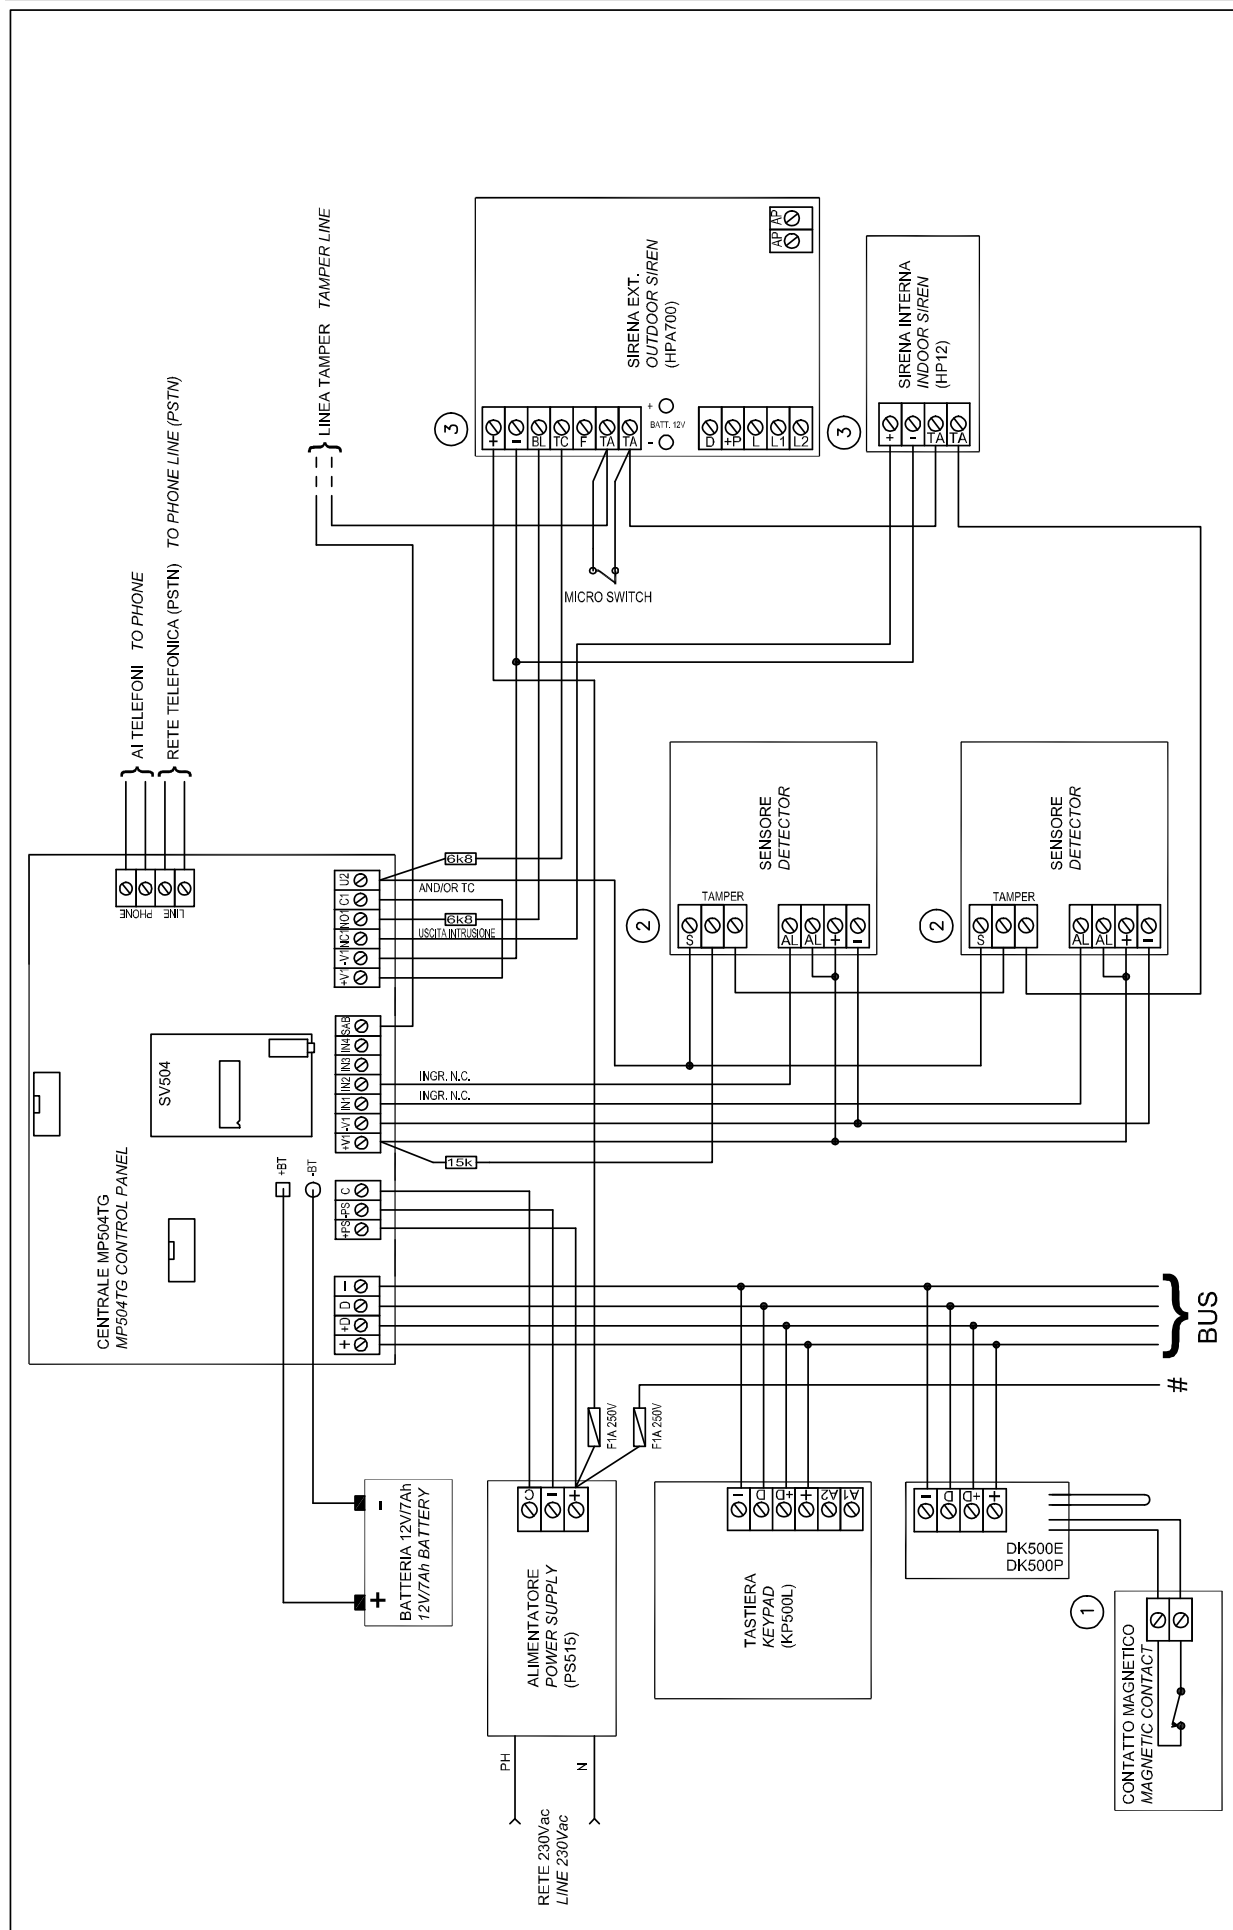 CENTRALE MP504TG
MP504TG CONTROL PANEL
SV504
+BT
-BT
PHONE
LINE
AI TELEFONI TO PHONE
RETE TELEFONICA (PSTN) TO PHONE LINE (PSTN)
LINEA TAMPER TAMPER LINE
+
+D
D
-
+PS
-PS
C
+V1
-V1
IN1
IN2
IN3
IN4
SAB
+V1
-V1
NC1
NO1
C1
U2
15k
INGR. N.C.
INGR. N.C.
USCITA INTRUSIONE
6k8
AND/OR TC
6k8
BATTERIA 12V/7Ah
12V/7Ah BATTERY
+
-
ALIMENTATORE
POWER SUPPLY
(PS515)
C
-
+
PH
N
RETE 230Vac
LINE 230Vac
F1A 250V
F1A 250V
TASTIERA
KEYPAD
(KP500L)
-
D
+D
+
A2
A1
DK500E
DK500P
-
D
+D
+
1
CONTATTO MAGNETICO
MAGNETIC CONTACT
#
BUS
2
SENSORE
DETECTOR
S
TAMPER
AL
AL
+
-
2
SENSORE
DETECTOR
S
TAMPER
AL
AL
+
-
3
SIRENA EXT.
OUTDOOR SIREN
(HPA700)
+
-
BL
TC
F
TA
TA
- BATT. 12V +
D
+P
L
L1
L2
AP
AP
MICRO SWITCH
3
SIRENA INTERNA
INDOOR SIREN
(HP12)
+
-
TA
TA